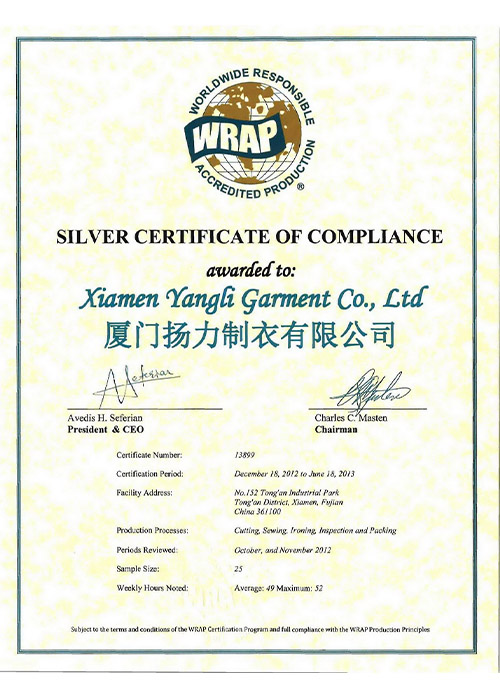 WORLDWIDE RESPONSIBLE
WRAP
ACCREDITED PRODUCTION
®
SILVER CERTIFICATE OF COMPLIANCE
awarded to:
Xiamen Yangli Garment Co., Ltd
厦门扬力制衣有限公司
Avedis H. Seferian
President & CEO
Charles C. Masten
Chairman
Certificate Number: 13899
Certification Period: December 18, 2012 to June 18, 2013
Facility Address: No.152 Tong'an Industrial Park
Tong'an District, Xiamen, Fujian
China 361100
Production Processes: Cutting, Sewing, Ironing, Inspection and Packing
Periods Reviewed: October, and November 2012
Sample Size: 25
Weekly Hours Noted: Average: 49 Maximum: 52
Subject to the terms and conditions of the WRAP Certification Program and full compliance with the WRAP Production Principles